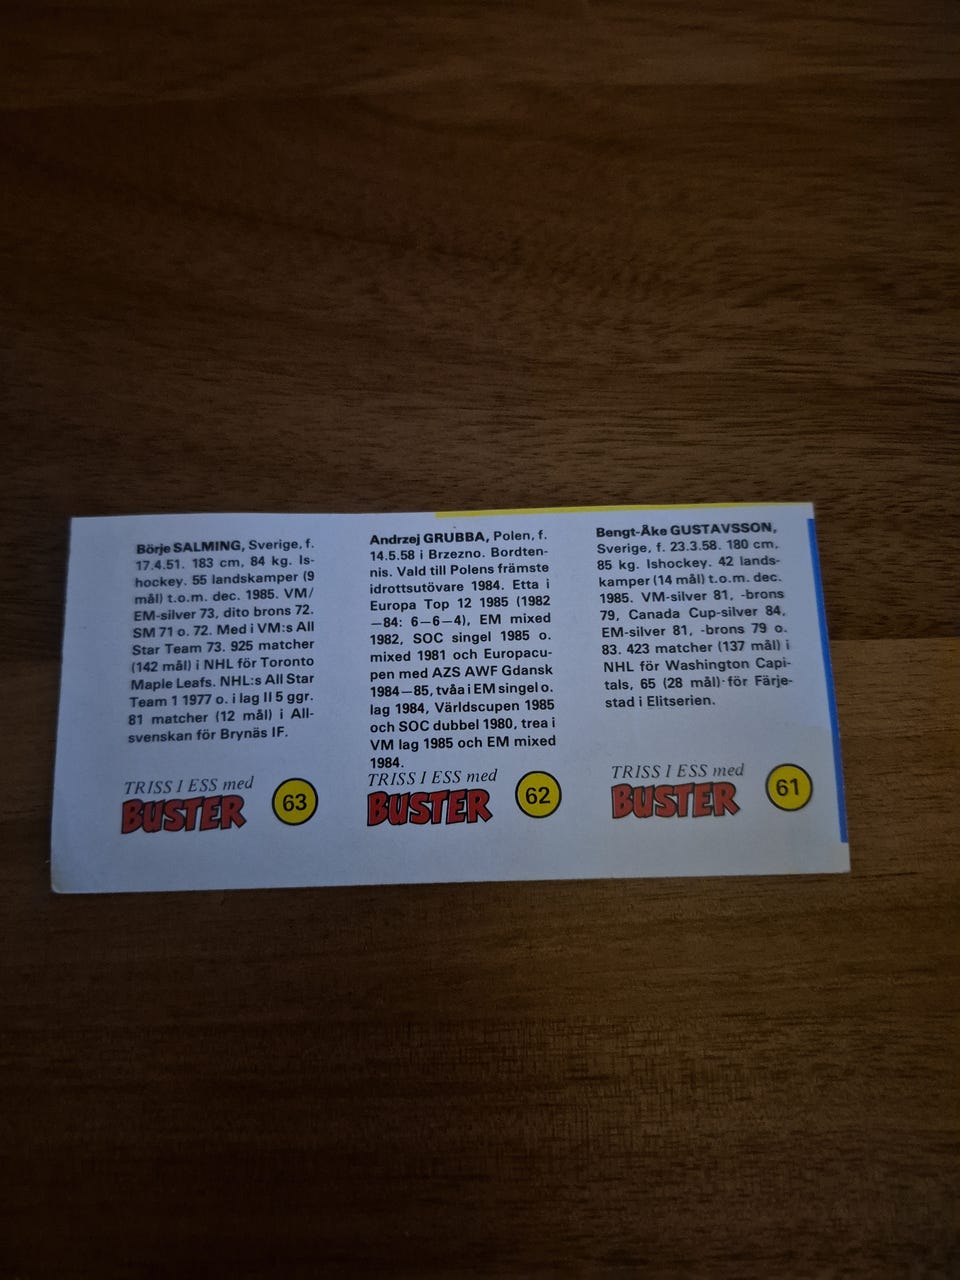 Börje SALMING, Sverige, f.
17.4.51. 183 cm, 84 kg. Is-
hockey. 55 landskamper (9
mål) t.o.m. dec. 1985. VM/
EM-silver 73, dito brons 72.
SM 71 o. 72. Med i VM:s All
Star Team 73. 925 matcher
(142 mål) i NHL för Toronto
Maple Leafs. NHL:s All Star
Team 1 1977 o. i lag II 5 ggr.
81 matcher (12 mål) i All-
svenskan för Brynäs IF.
TRISS I ESS med
BUSTER
63
Andrzej GRUBBA, Polen, f.
14.5.58 i Brzezno. Bordten-
nis. Vald till Polens främste
idrottsutövare 1984. Etta i
Europa Top 12 1985 (1982
–84: 6–6–4), EM mixed
1982, SOC singel 1985 o.
mixed 1981 och Europacu-
pen med AZS AWF Gdansk
1984–85, tvåa i EM singel o.
lag 1984, Världscupen 1985
och SOC dubbel 1980, trea i
VM lag 1985 och EM mixed
1984.
TRISS I ESS med
BUSTER
62
Bengt-Åke GUSTAVSSON,
Sverige, f. 23.3.58. 180 cm,
85 kg. Ishockey. 42 lands-
kamper (14 mål) t.o.m. dec.
1985. VM-silver 81, -brons
79, Canada Cup-silver 84,
EM-silver 81, -brons 79 o.
83. 423 matcher (137 mål) i
NHL för Washington Capi-
tals, 65 (28 mål) för Färje-
stad i Elitserien.
TRISS I ESS med
BUSTER
61